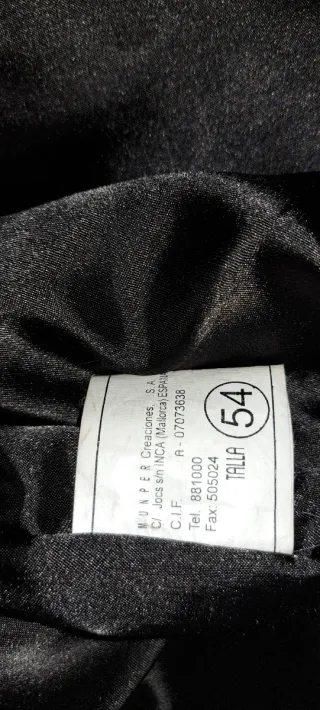 MUNPER Creaciones, S.A.
C/ Jocs s/n INCA (Mallorca) ESPAÑA
C.I.F. A - 07073638
Tel. 881000
Fax: 505024
TALLA 54